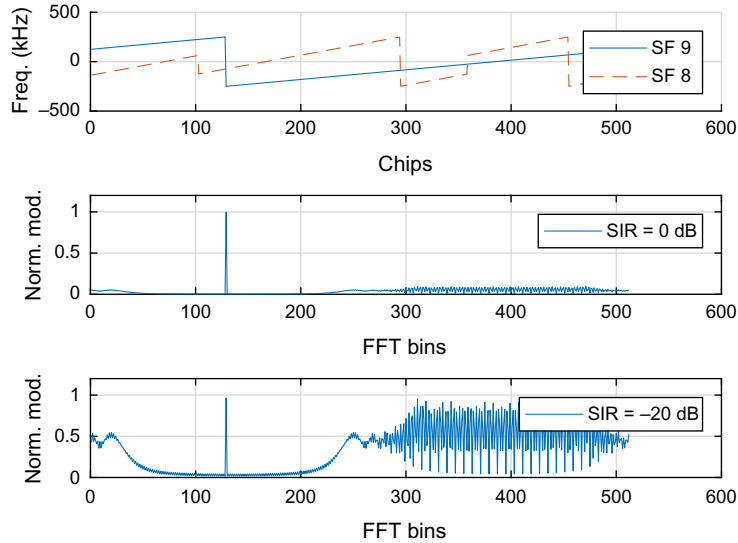 500
0
–500
Freq. (kHz)
SF 9
SF 8
0 100 200 300 400 500 600
Chips
1
0.5
0
Norm. mod.
SIR = 0 dB
0 100 200 300 400 500 600
FFT bins
1
0.5
0
Norm. mod.
SIR = –20 dB
0 100 200 300 400 500 600
FFT bins